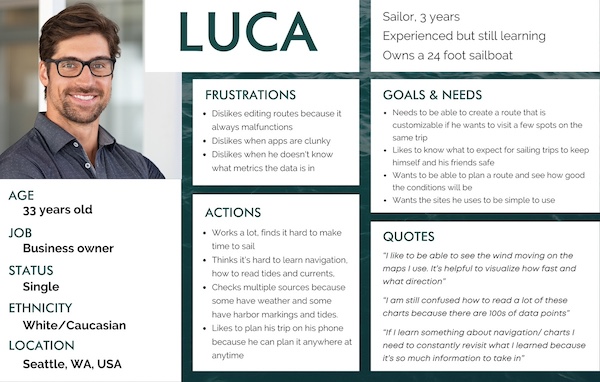 LUCA
Sailor, 3 years
Experienced but still learning
Owns a 24 foot sailboat
AGE
33 years old
JOB
Business owner
STATUS
Single
ETHNICITY
White/Caucasian
LOCATION
Seattle, WA, USA
FRUSTRATIONS
• Dislikes editing routes because it
always malfunctions
• Dislikes when apps are clunky
• Dislikes when he doesn't know
what metrics the data is in
ACTIONS
• Works a lot, finds it hard to make
time to sail
• Thinks it's hard to learn navigation,
how to read tides and currents,
• Checks multiple sources because
some have weather and some
have harbor markings and tides.
• Likes to plan his trip on his phone
because he can plan it anywhere at
anytime
GOALS & NEEDS
• Needs to be able to create a route that is
customizable if he wants to visit a few spots on the
same trip
• Likes to know what to expect for sailing trips to keep
himself and his friends safe
• Wants to be able to plan a route and see how good
the conditions will be
• Wants the sites he uses to be simple to use
QUOTES
"I like to be able to see the wind moving on the
maps I use. It's helpful to visualize how fast and
what direction"
"I am still confused how to read a lot of these
charts because there are 100s of data points"
"If I learn something about navigation/ charts I
need to constantly revisit what I learned because
it's so much information to take in"